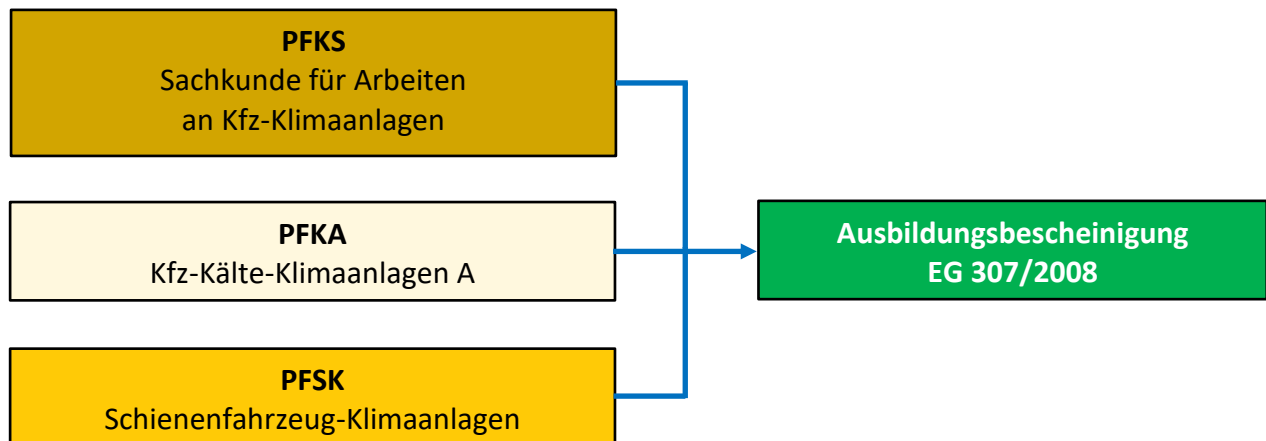 PFKS
Sachkunde für Arbeiten
an Kfz-Klimaanlagen
PFKA
Kfz-Kälte-Klimaanlagen A
Ausbildungsbescheinigung
EG 307/2008
PFSK
Schienenfahrzeug-Klimaanlagen